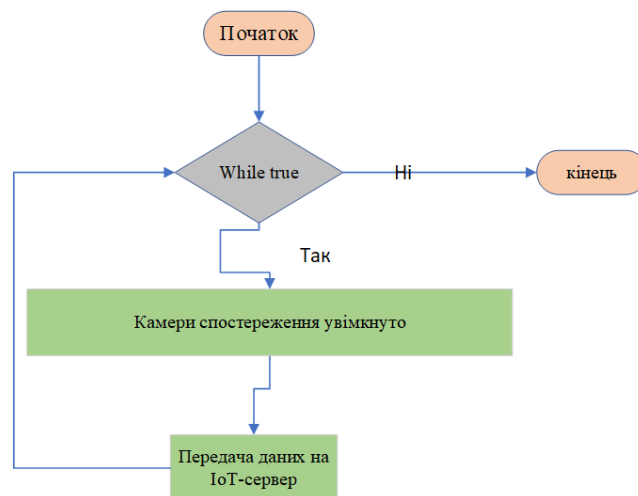 Початок
While true
Ні
кінець
Так
Камери спостереження увімкнуто
Передача даних на
IoT-сервер